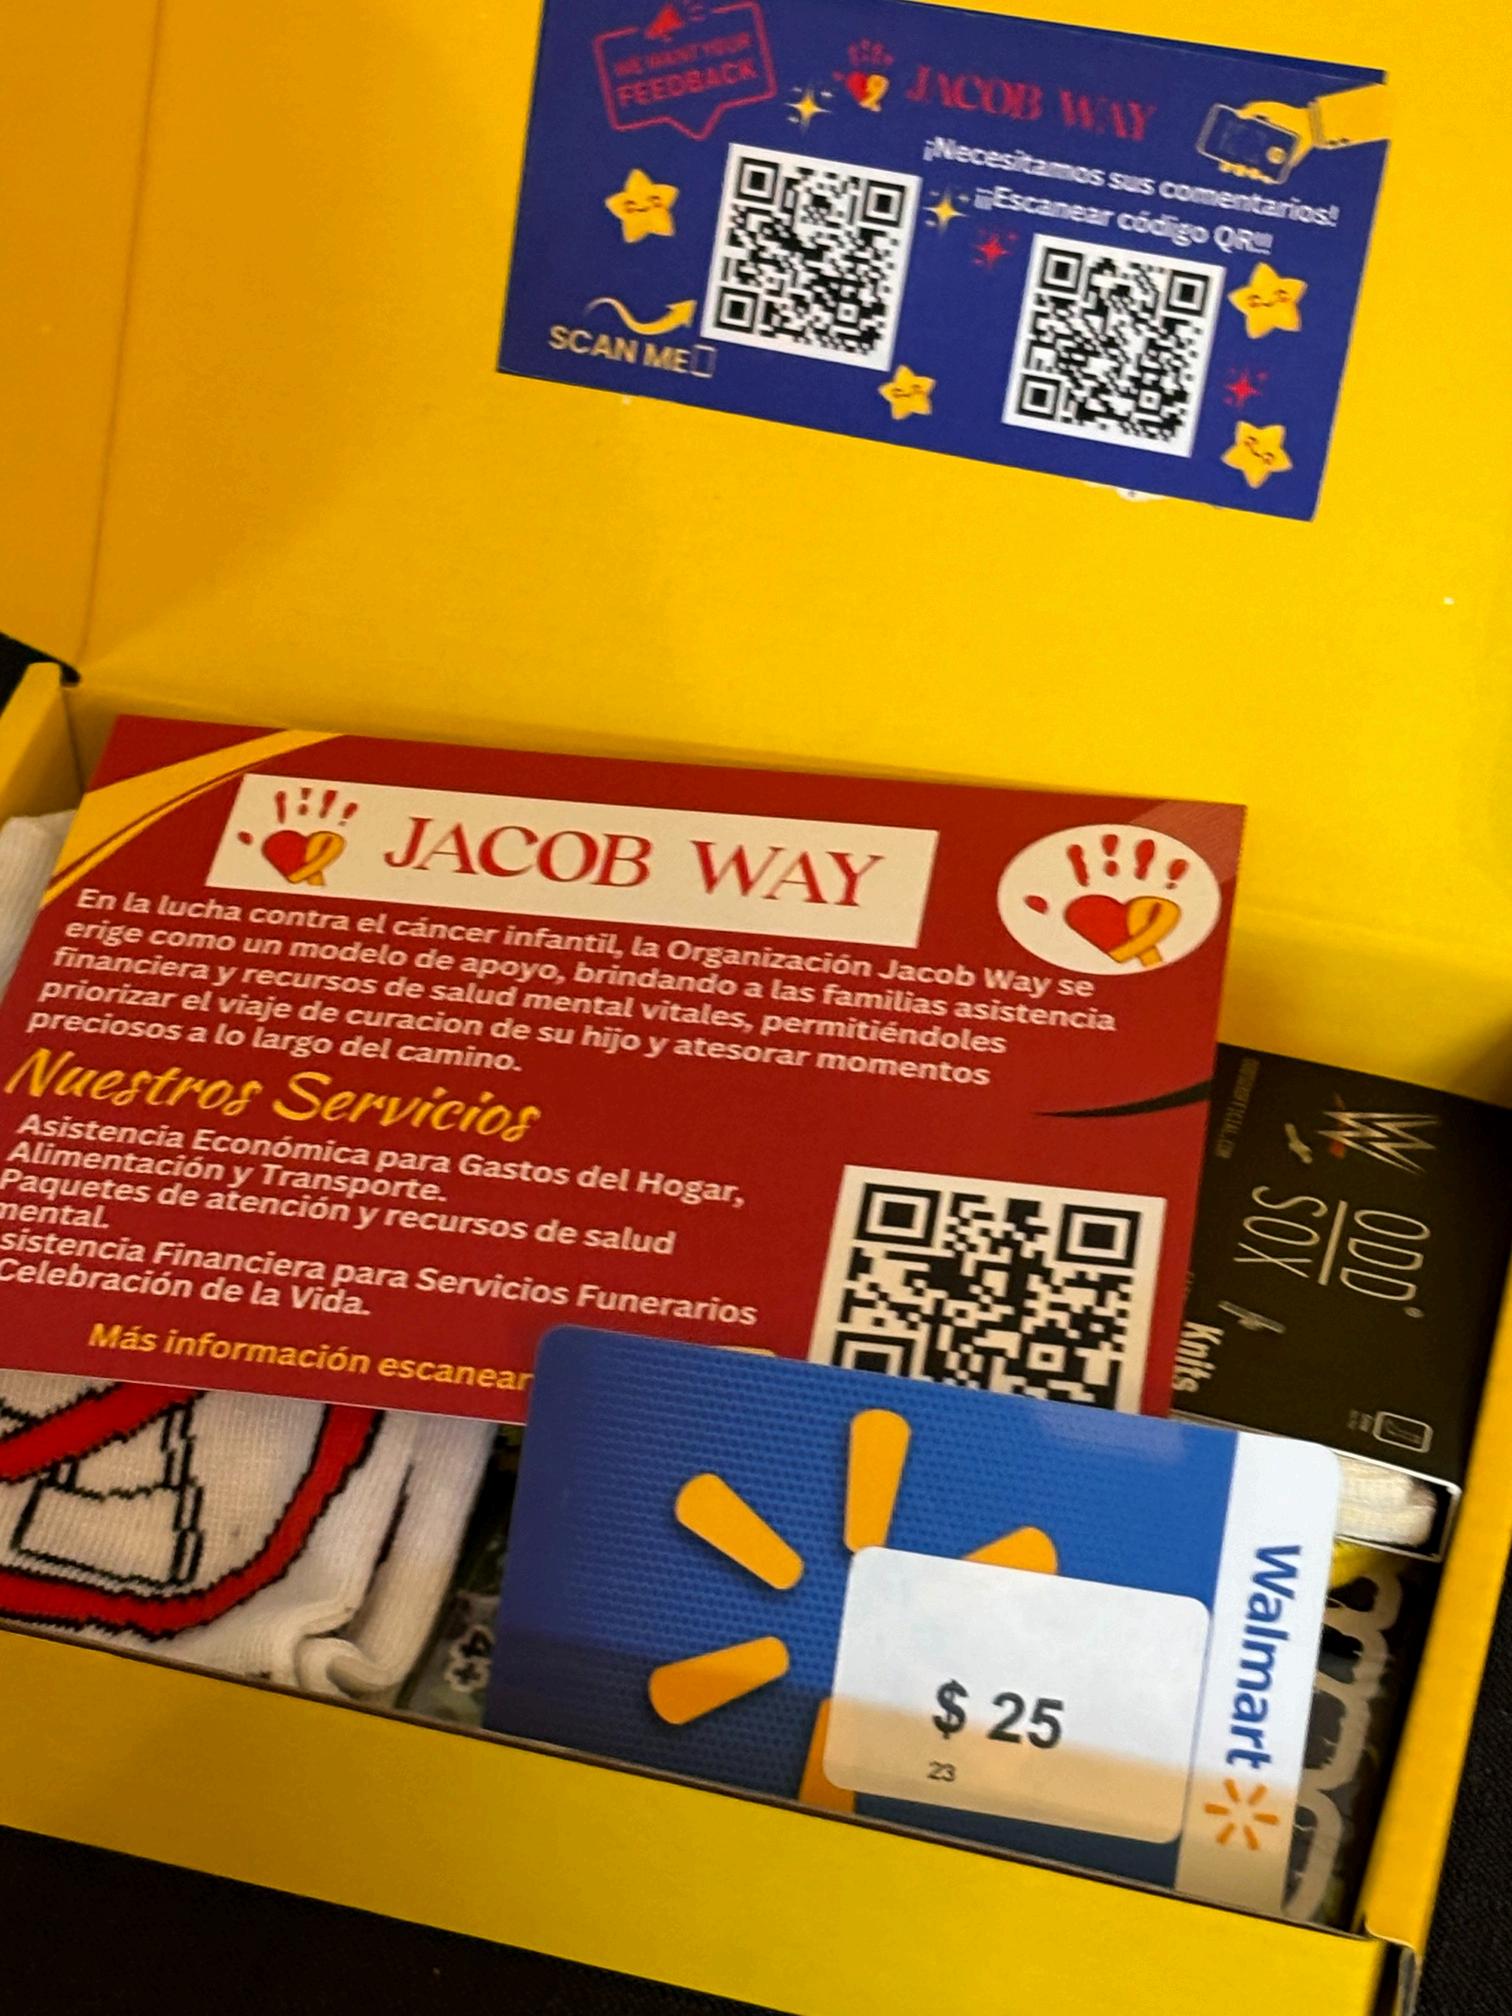 WE WANT YOUR
FEEDBACK
JACOB WAY
¡Necesitamos sus comentarios!
¡¡Escanear código QR!!!
SCAN ME
JACOB WAY
En la lucha contra el cáncer infantil, la Organización Jacob Way se
erige como un modelo de apoyo, brindando a las familias asistencia
financiera y recursos de salud mental vitales, permitiéndoles
priorizar el viaje de curacion de su hijo y atesorar momentos
preciosos a lo largo del camino.
Nuestros Servicios
Asistencia Económica para Gastos del Hogar,
Alimentación y Transporte.
Paquetes de atención y recursos de salud
mental.
sistencia Financiera para Servicios Funerarios
Celebración de la Vida.
Más información escanear
ODD
SOX
Knits
Walmart
$ 25
23